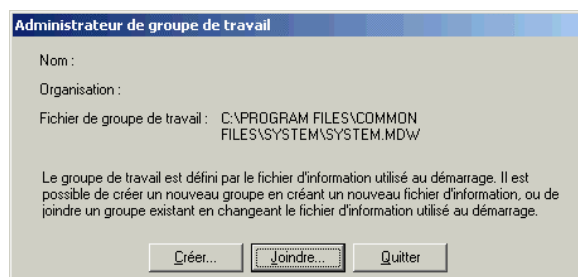 Administrateur de groupe de travail
Nom :
Organisation :
Fichier de groupe de travail : C:\PROGRAM FILES\COMMON
FILES\SYSTEM\SYSTEM.MDW
Le groupe de travail est défini par le fichier d'information utilisé au démarrage. Il est
possible de créer un nouveau groupe en créant un nouveau fichier d'information, ou de
joindre un groupe existant en changeant le fichier d'information utilisé au démarrage.
Créer... Joindre... Quitter